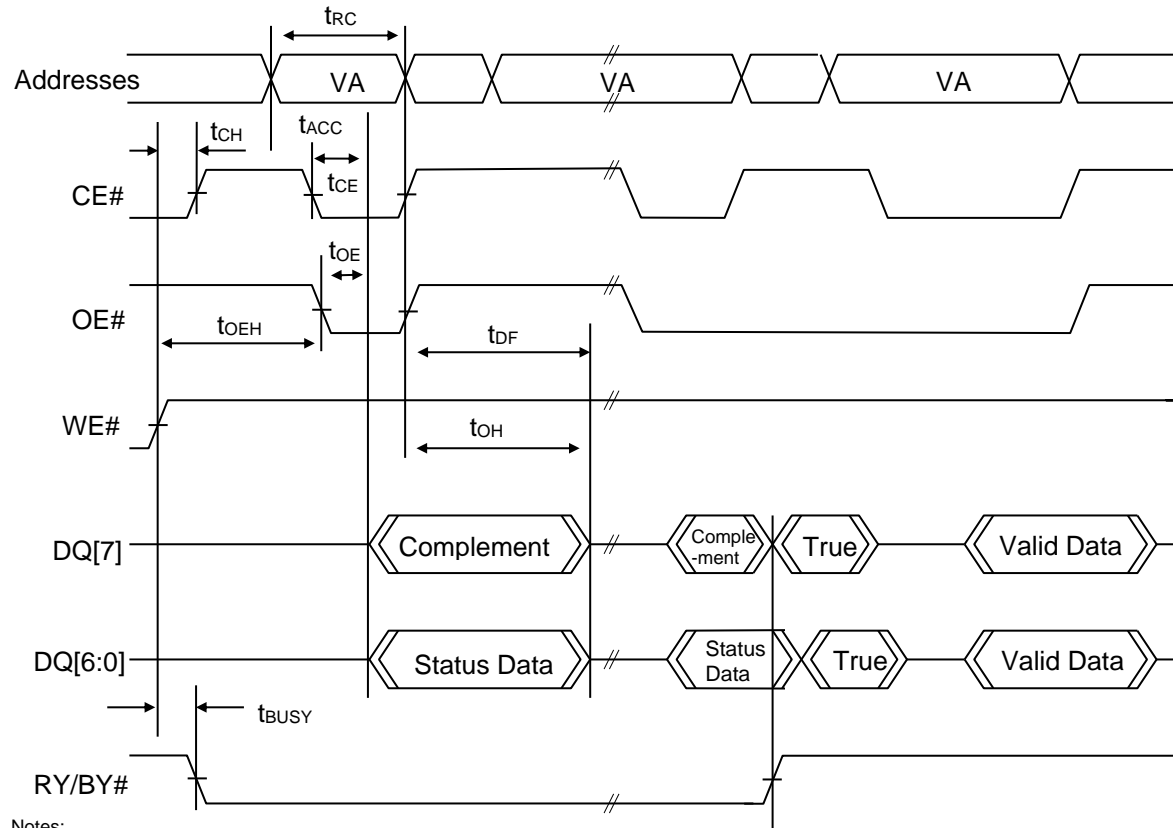 tRC
Addresses VA VA VA
tCH tACC
CE# tCE
tOE
OE#
tOEH tDF
WE#
tOH
DQ[7] Complement Comple -ment True Valid Data
DQ[6:0] Status Data Status Data True Valid Data
tBUSY
RY/BY#
Notes: